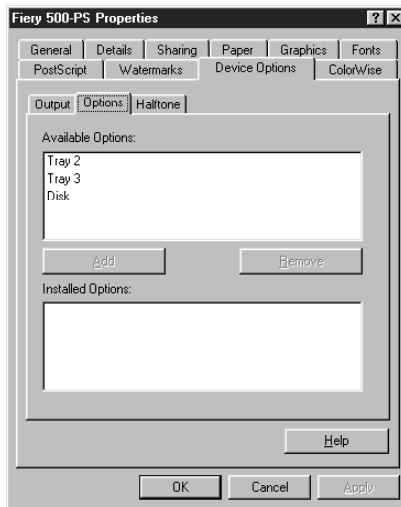 Fiery 500-PS Properties
General Details Sharing Paper Graphics Fonts
PostScript Watermarks Device Options ColorWise
Output Options Halftone
Available Options:
Tray 2
Tray 3
Disk
Add Remove
Installed Options:
Help
OK Cancel Apply